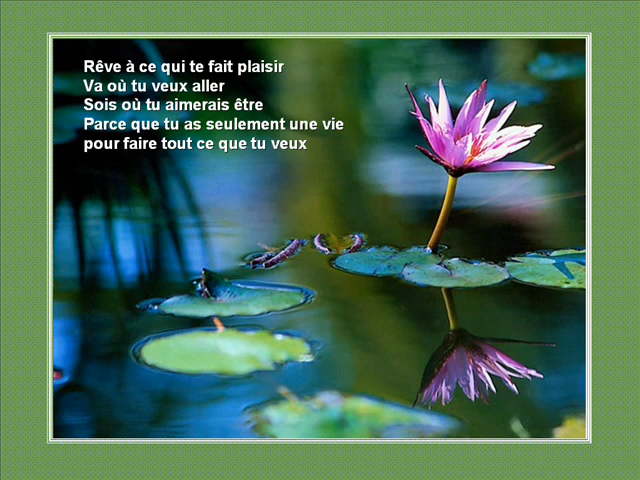 Rêve à ce qui te fait plaisir
Va où tu veux aller
Sois où tu aimerais être
Parce que tu as seulement une vie
pour faire tout ce que tu veux